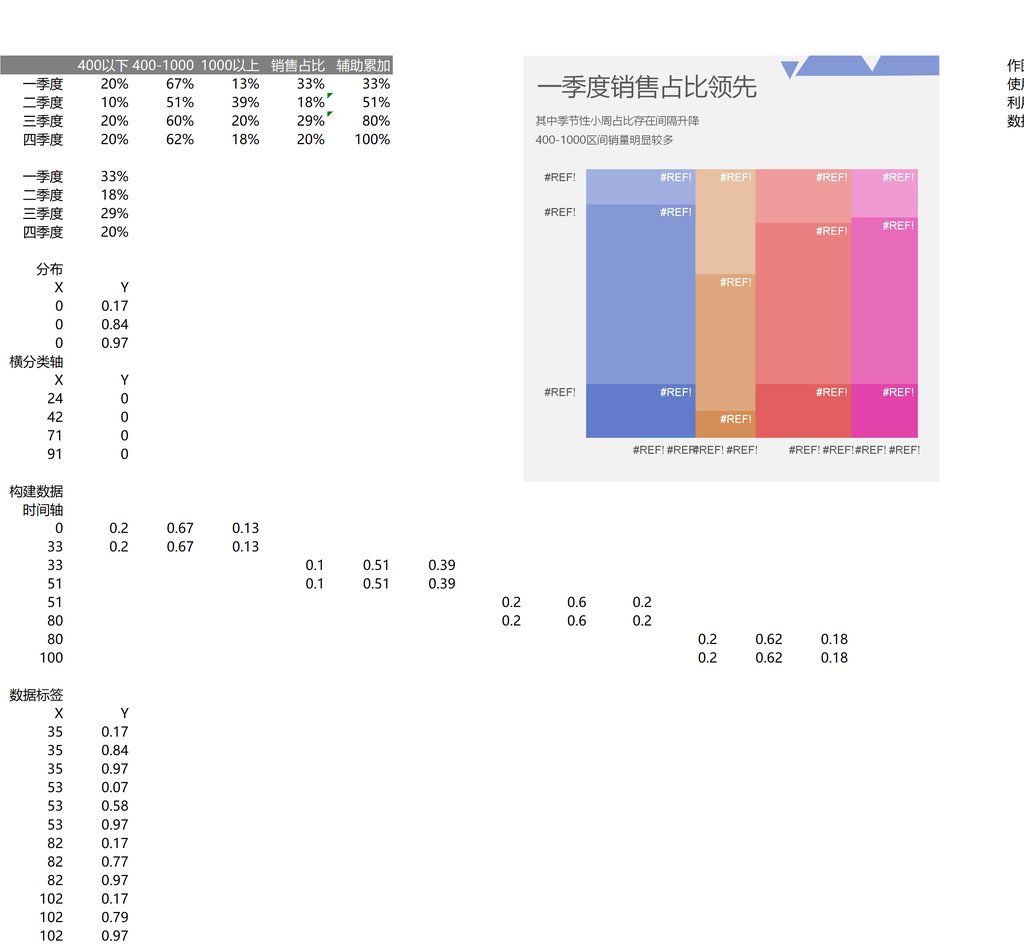 400以下 400-1000 1000以上 销售占比 辅助累加
一季度 20% 67% 13% 33% 33%
二季度 10% 51% 39% 18% 51%
三季度 20% 60% 20% 29% 80%
四季度 20% 62% 18% 20% 100%
一季度 33%
二季度 18%
三季度 29%
四季度 20%
分布
X Y
0 0.17
0 0.84
0 0.97
横分类轴
X Y
24 0
42 0
71 0
91 0
构建数据
时间轴
0 0.2 0.67 0.13
33 0.2 0.67 0.13
33 0.1 0.51 0.39
51 0.1 0.51 0.39
51 0.2 0.6 0.2
80 0.2 0.6 0.2
80 0.2 0.62 0.18
100 0.2 0.62 0.18
数据标签
X Y
35 0.17
35 0.84
35 0.97
53 0.07
53 0.58
53 0.97
82 0.17
82 0.77
82 0.97
102 0.17
102 0.79
102 0.97
一季度销售占比领先
其中季节性小周占比存在间隔升降
400-1000区间销量明显较多
#REF! #REF! #REF! #REF! #REF!
#REF! #REF! #REF! #REF!
#REF!
#REF! #REF! #REF! #REF!
#REF!
#REF! #REF! #REF! #REF! #REF! #REF! #REF! #REF!
作
使
利
数